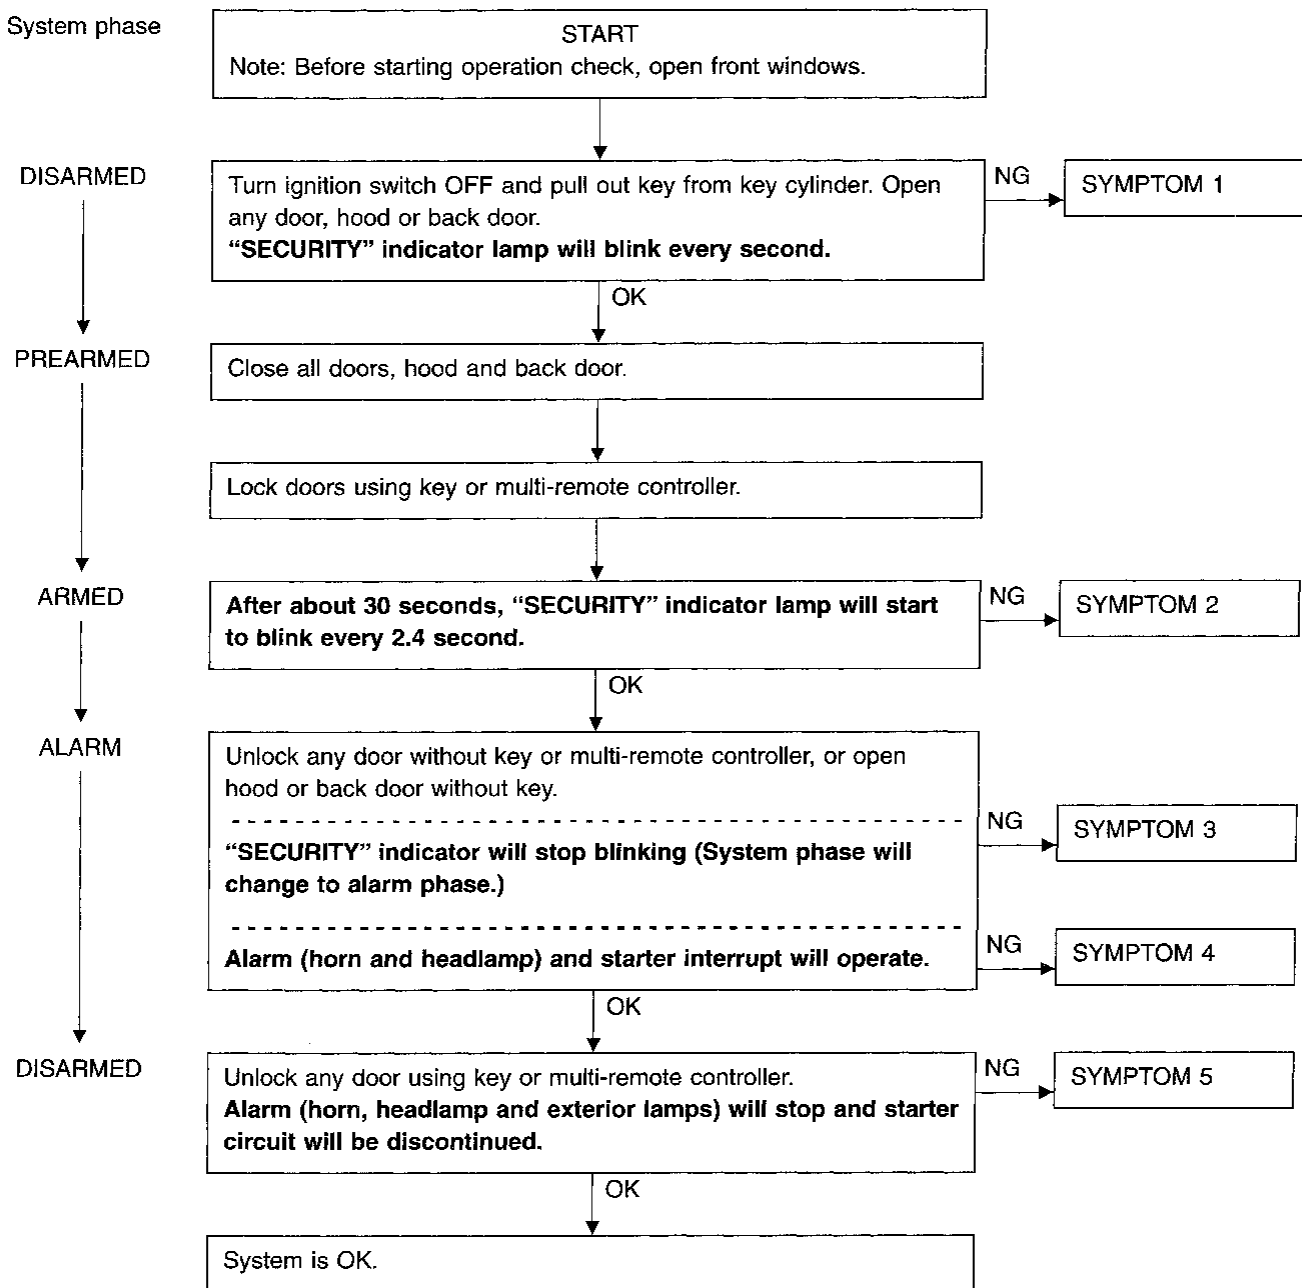 System phase
START
Note: Before starting operation check, open front windows.
DISARMED
Turn ignition switch OFF and pull out key from key cylinder. Open
any door, hood or back door.
“SECURITY” indicator lamp will blink every second.
NG
SYMPTOM 1
OK
PREARMED
Close all doors, hood and back door.
Lock doors using key or multi-remote controller.
ARMED
After about 30 seconds, “SECURITY” indicator lamp will start
to blink every 2.4 second.
NG
SYMPTOM 2
OK
ALARM
Unlock any door without key or multi-remote controller, or open
hood or back door without key.
“SECURITY” indicator will stop blinking (System phase will
change to alarm phase.)
NG
SYMPTOM 3
Alarm (horn and headlamp) and starter interrupt will operate.
NG
SYMPTOM 4
OK
DISARMED
Unlock any door using key or multi-remote controller.
Alarm (horn, headlamp and exterior lamps) will stop and starter
circuit will be discontinued.
NG
SYMPTOM 5
OK
System is OK.